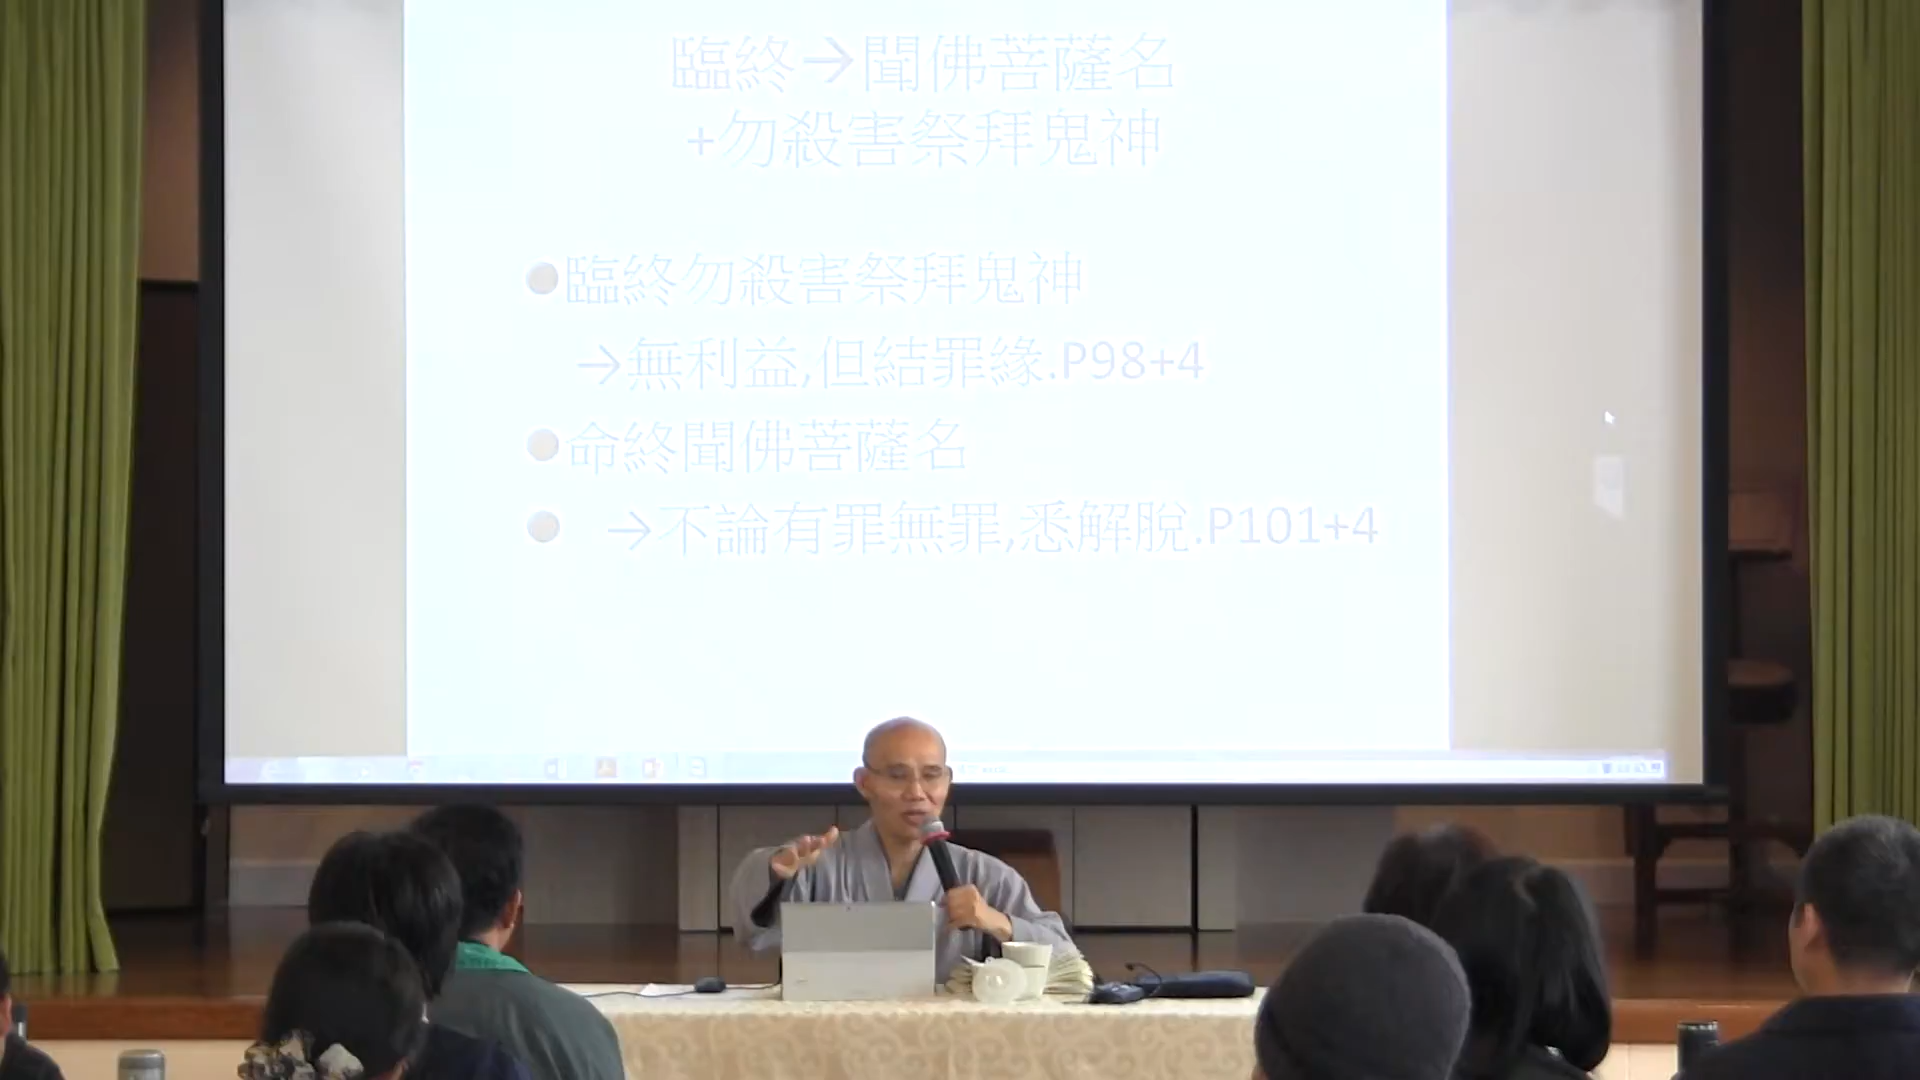 臨終→聞佛菩薩名
+勿殺害祭拜鬼神
臨終勿殺害祭拜鬼神
→無利益,但結罪緣.P98+4
命終聞佛菩薩名
→不論有罪無罪,悉解脫.P101+4